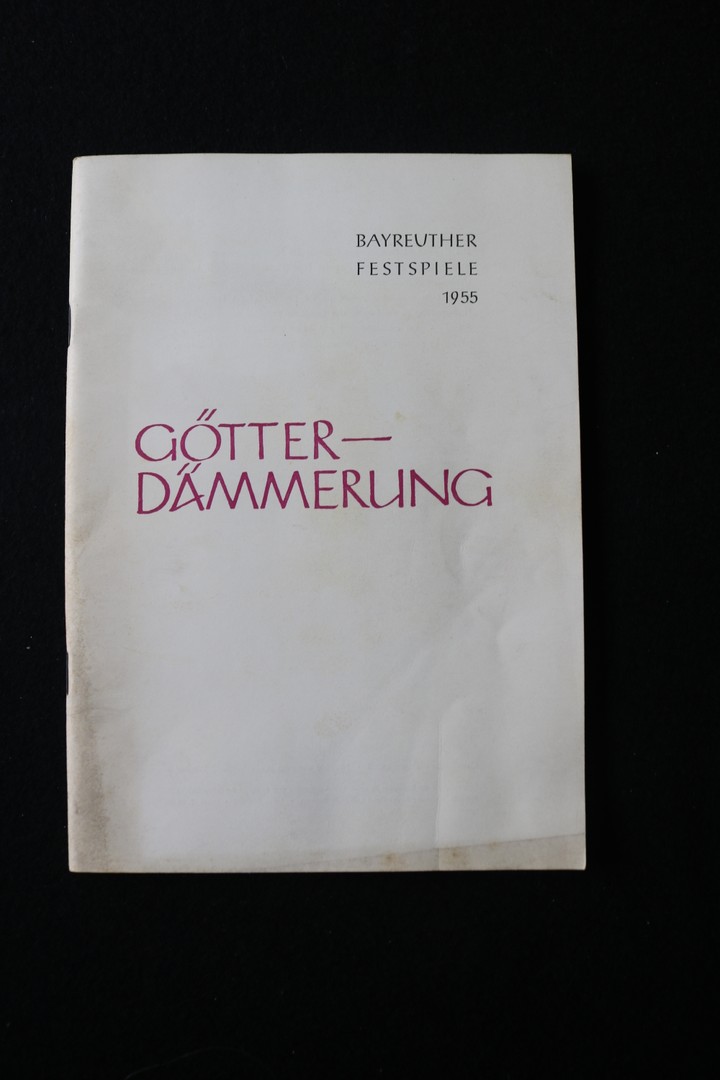 BAYREUTHER
FESTSPIELE
1955
GÖTTER—
DÄMMERUNG